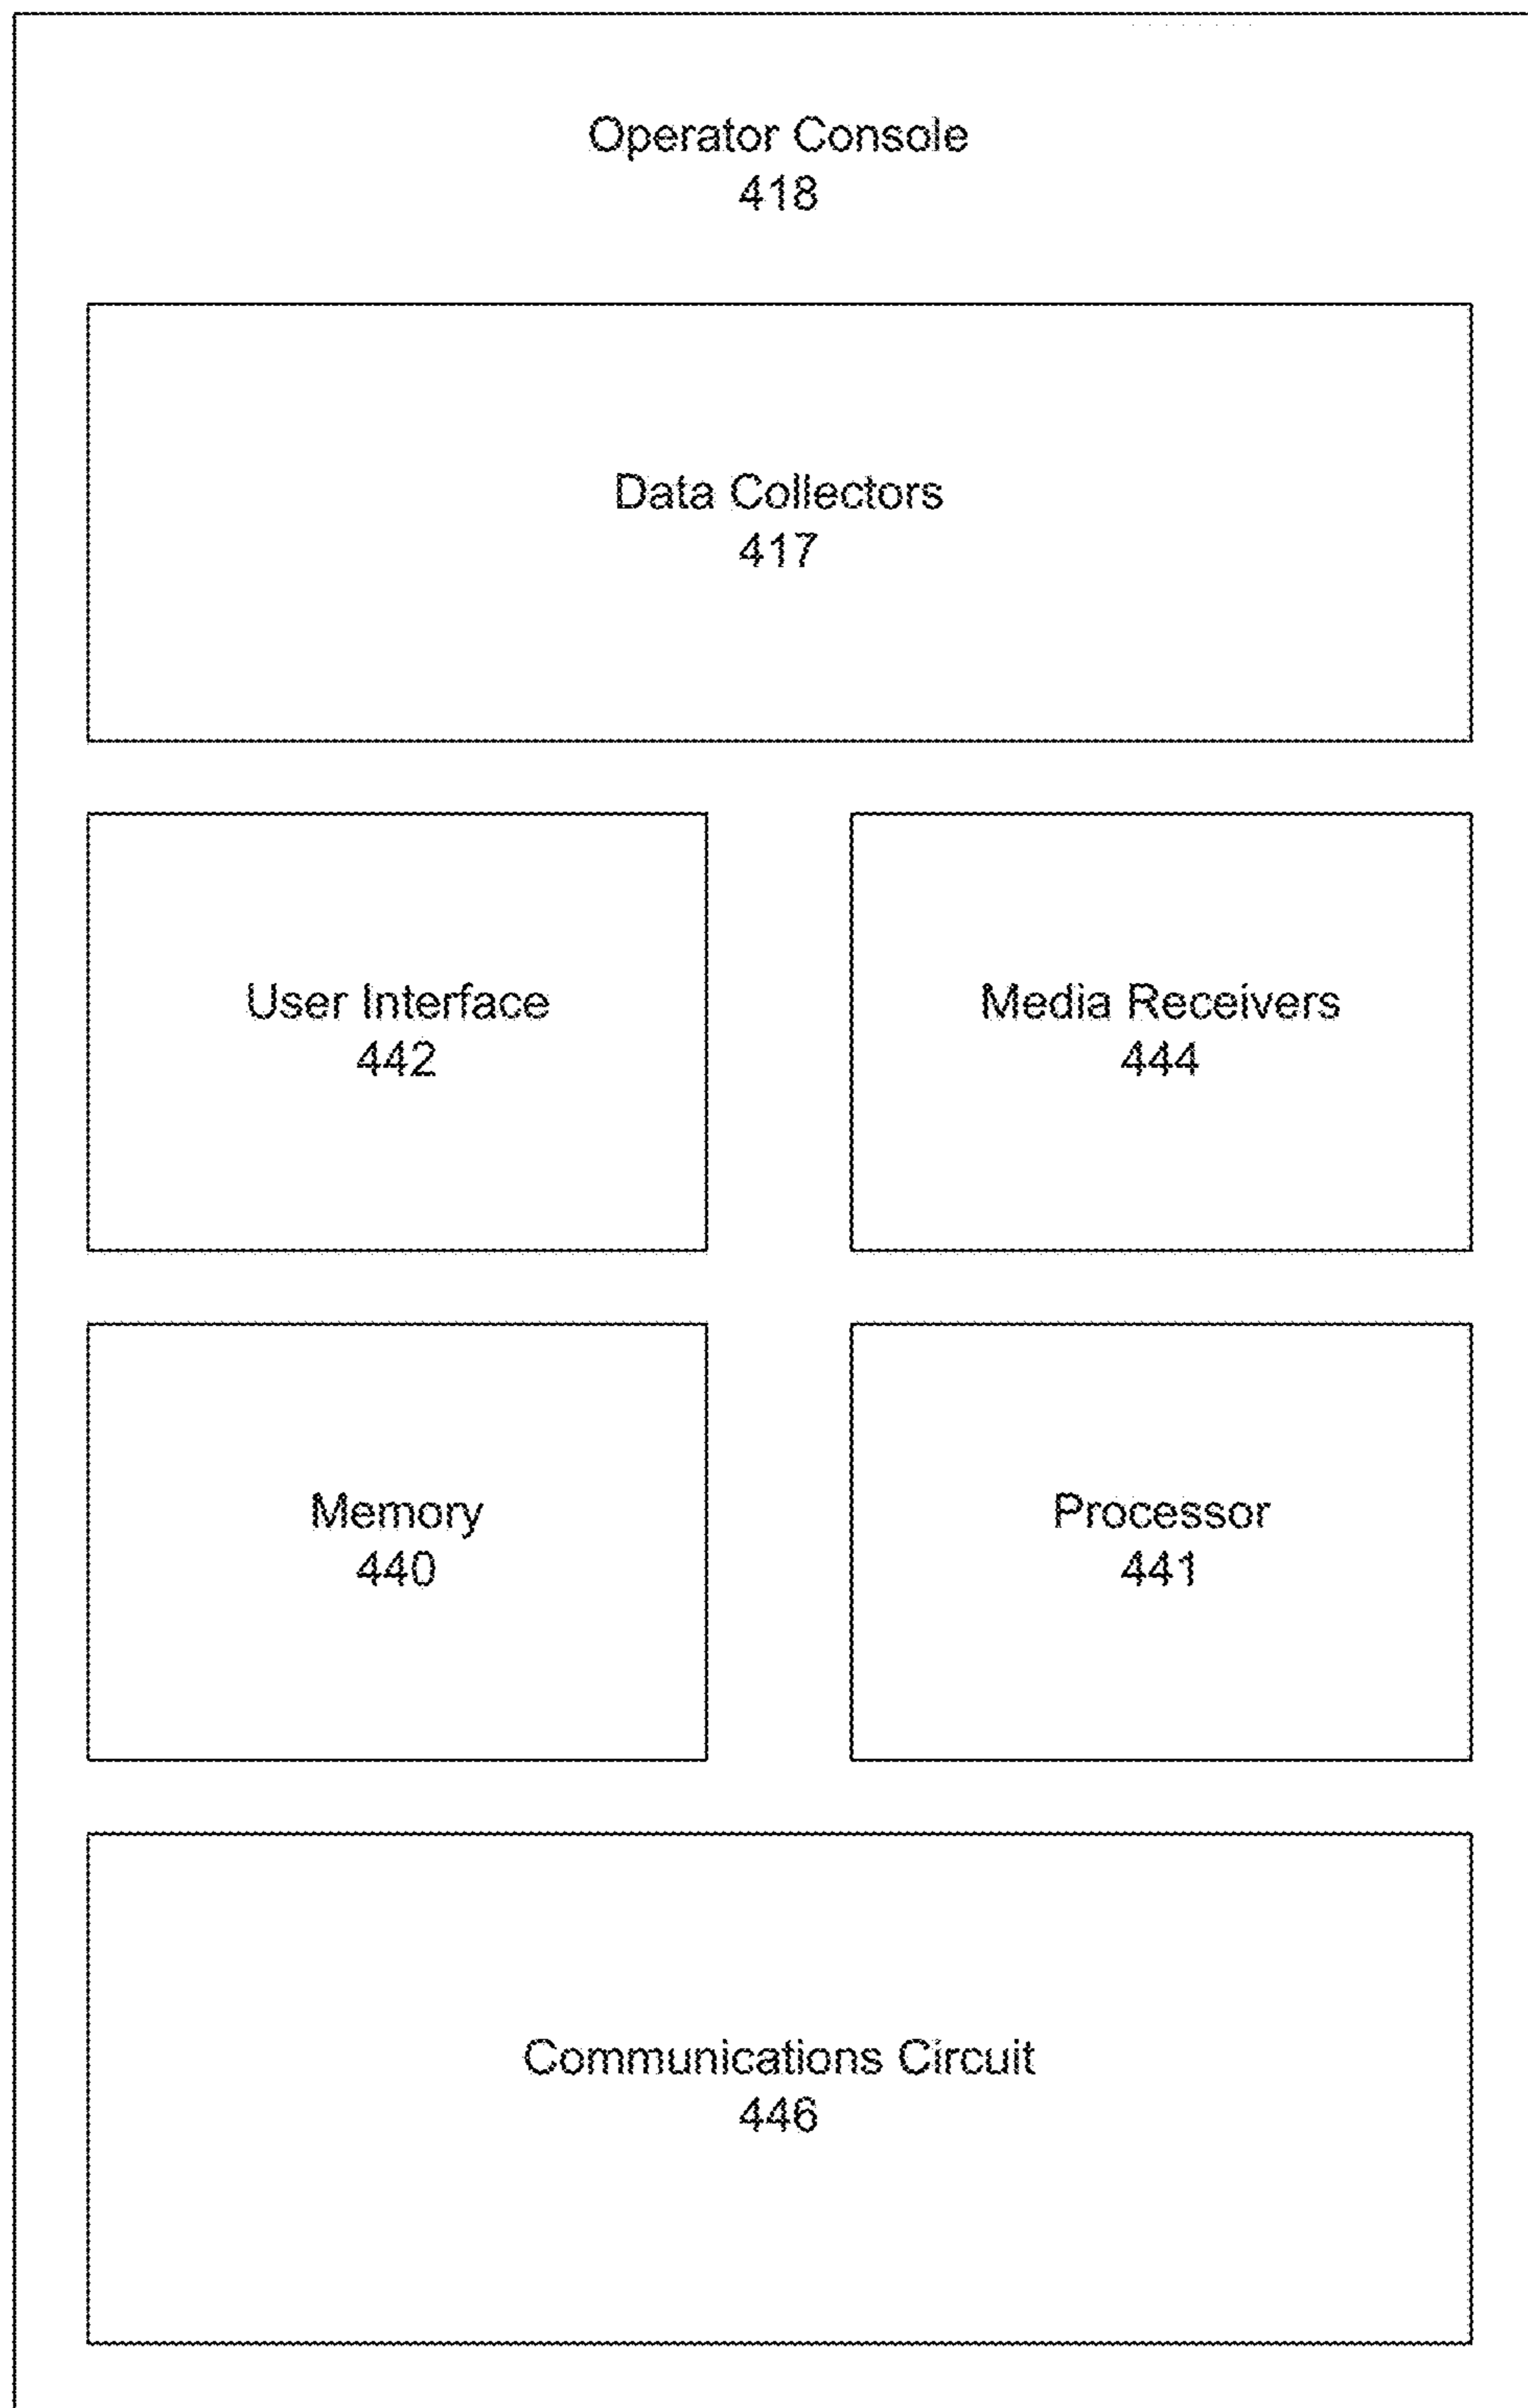 Operator Console
418
Data Collectors
417
User Interface
442
Media Receivers
444
Memory
440
Processor
441
Communications Circuit
446